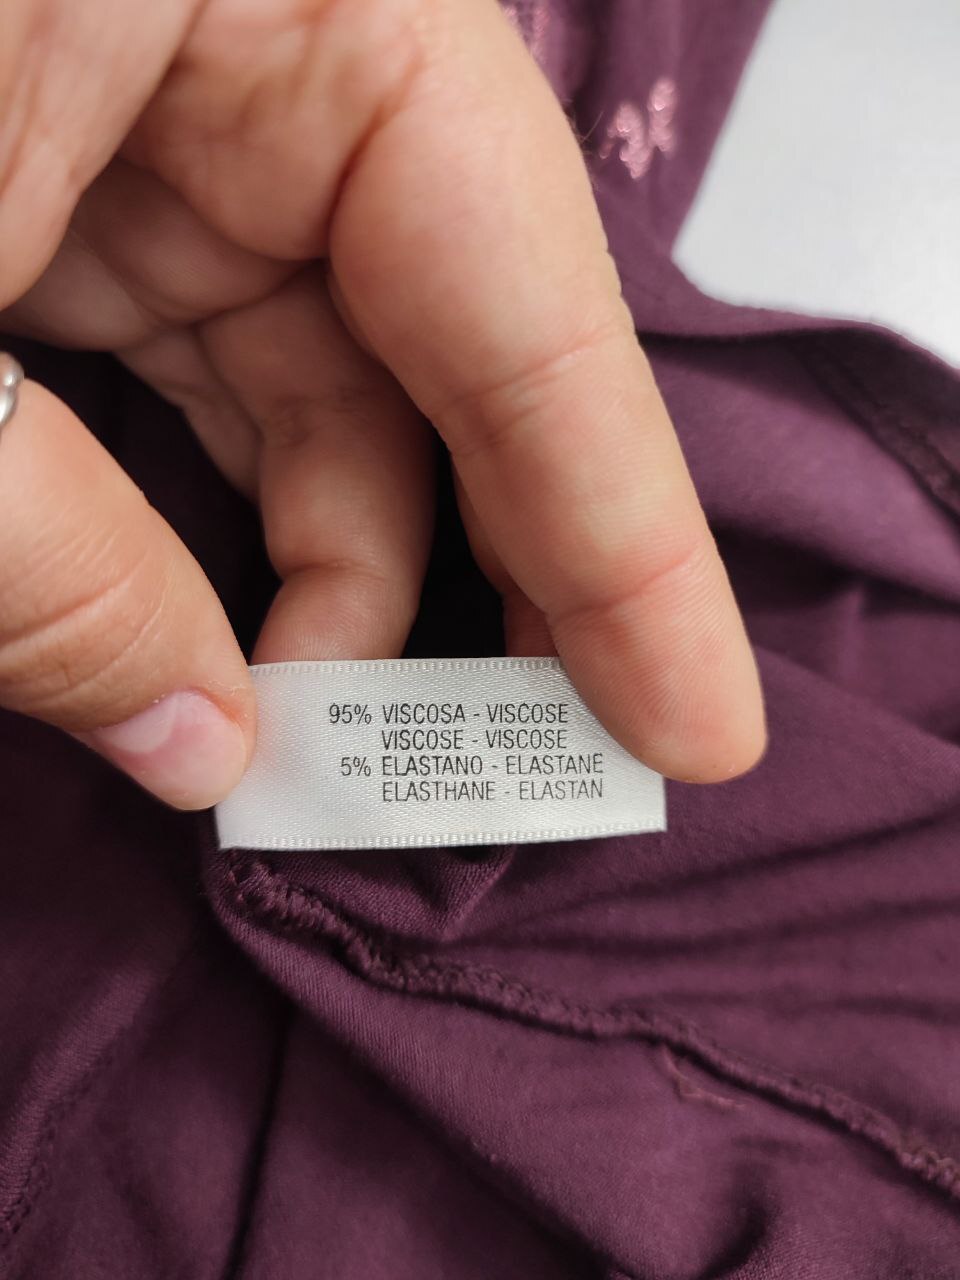 95% VISCOSA - VISCOSE
VISCOSE - VISCOSE
5% ELASTANO - ELASTANE
ELASTHANE - ELASTAN